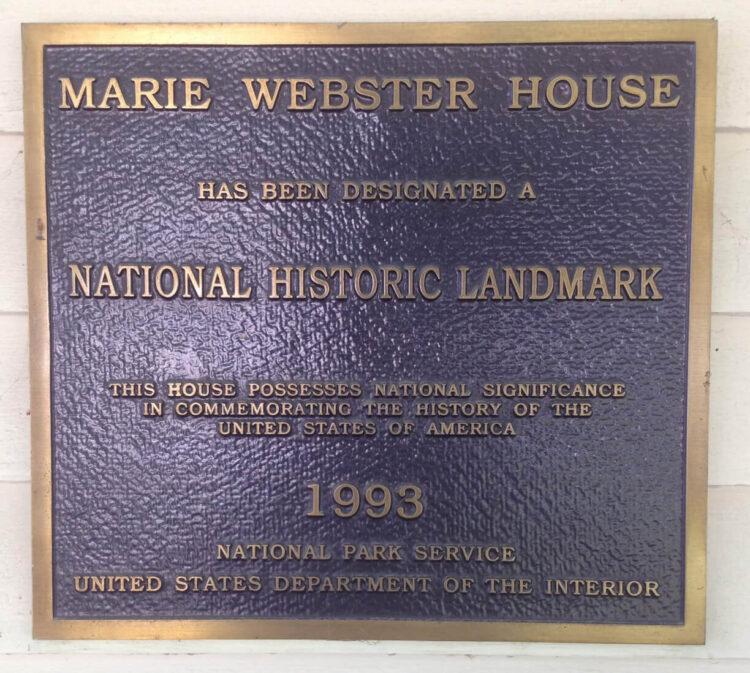 MARIE WEBSTER HOUSE
HAS BEEN DESIGNATED A
NATIONAL HISTORIC LANDMARK
THIS HOUSE POSSESSES NATIONAL SIGNIFICANCE
IN COMMEMORATING THE HISTORY OF THE
UNITED STATES OF AMERICA
1993
NATIONAL PARK SERVICE
UNITED STATES DEPARTMENT OF THE INTERIOR